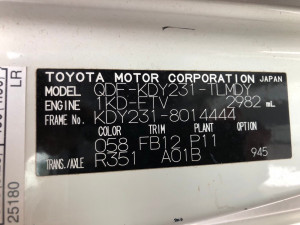 TOYOTA MOTOR CORPORATION JAPAN
MODEL QDF-KDY231-TLMDY
ENGINE 1KD-FTV 2982 mL
FRAME No. KDY231-8014444
COLOR TRIM PLANT
058 FB12 P11
TRANS./AXLE R351 A01B 945
LR
25180